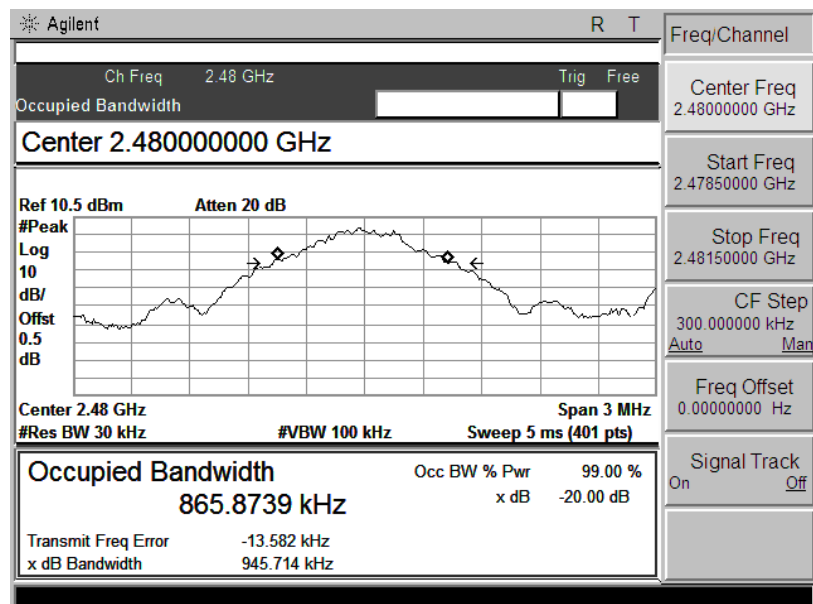 Agilent R T
Ch Freq 2.48 GHz Trig Free
Occupied Bandwidth
Center 2.480000000 GHz
Ref 10.5 dBm Atten 20 dB
#Peak
Log
10
dB/
Offst
0.5
dB
Center 2.48 GHz Span 3 MHz
#Res BW 30 kHz #VBW 100 kHz Sweep 5 ms (401 pts)
Occupied Bandwidth Occ BW % Pwr 99.00 %
865.8739 kHz x dB -20.00 dB
Transmit Freq Error -13.582 kHz
x dB Bandwidth 945.714 kHz
Freq/Channel
Center Freq
2.48000000 GHz
Start Freq
2.47850000 GHz
Stop Freq
2.48150000 GHz
CF Step
300.000000 kHz
Auto Man
Freq Offset
0.00000000 Hz
Signal Track
On Off